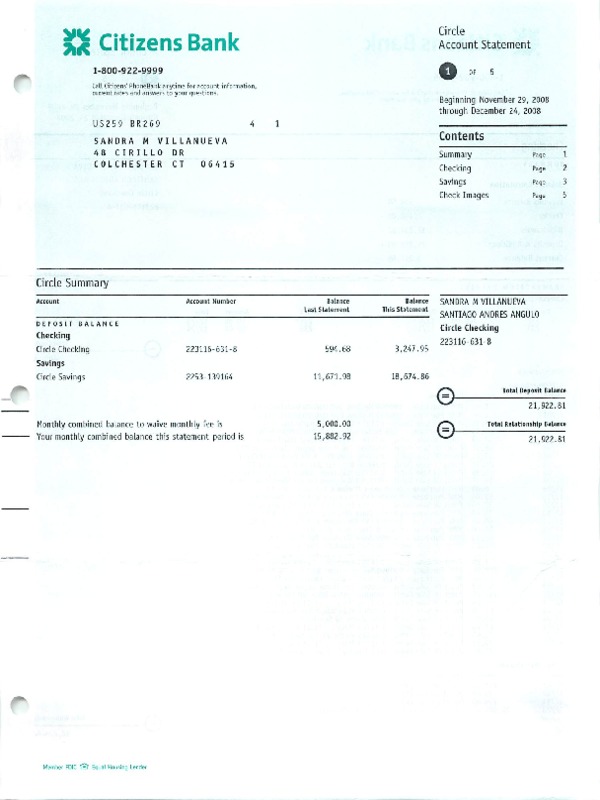 Citizens Bank
1-800-922-9999
Call Citizens' PhoneBank anytime for account information,
current rates and answers to your questions.
US259 BR269 4 1
SANDRA M VILLANUEVA
48 CIRILLO DR
COLCHESTER CT 06415
Circle
Account Statement
1 OF 5
Beginning November 29, 2008
through December 24, 2008
Contents
Summary Page 1
Checking Page 2
Savings Page 3
Check Images Page 5
Circle Summary
Account Account Number Balance Balance
Last Statement This Statement
DEPOSIT BALANCE
Checking
Circle Checking 223116-631-8 594.68 3,247.95
Savings
Circle Savings 2253-139164 11,671.98 18,674.86
Monthly combined balance to waive monthly fee is 5,000.00
Your monthly combined balance this statement period is 15,882.92
SANDRA M VILLANUEVA
SANTIAGO ANDRES ANGULO
Circle Checking
223116-631-8
Total Deposit Balance
= 21,922.81
Total Relationship Balance
= 21,922.81
Member FDIC Equal Housing Lender